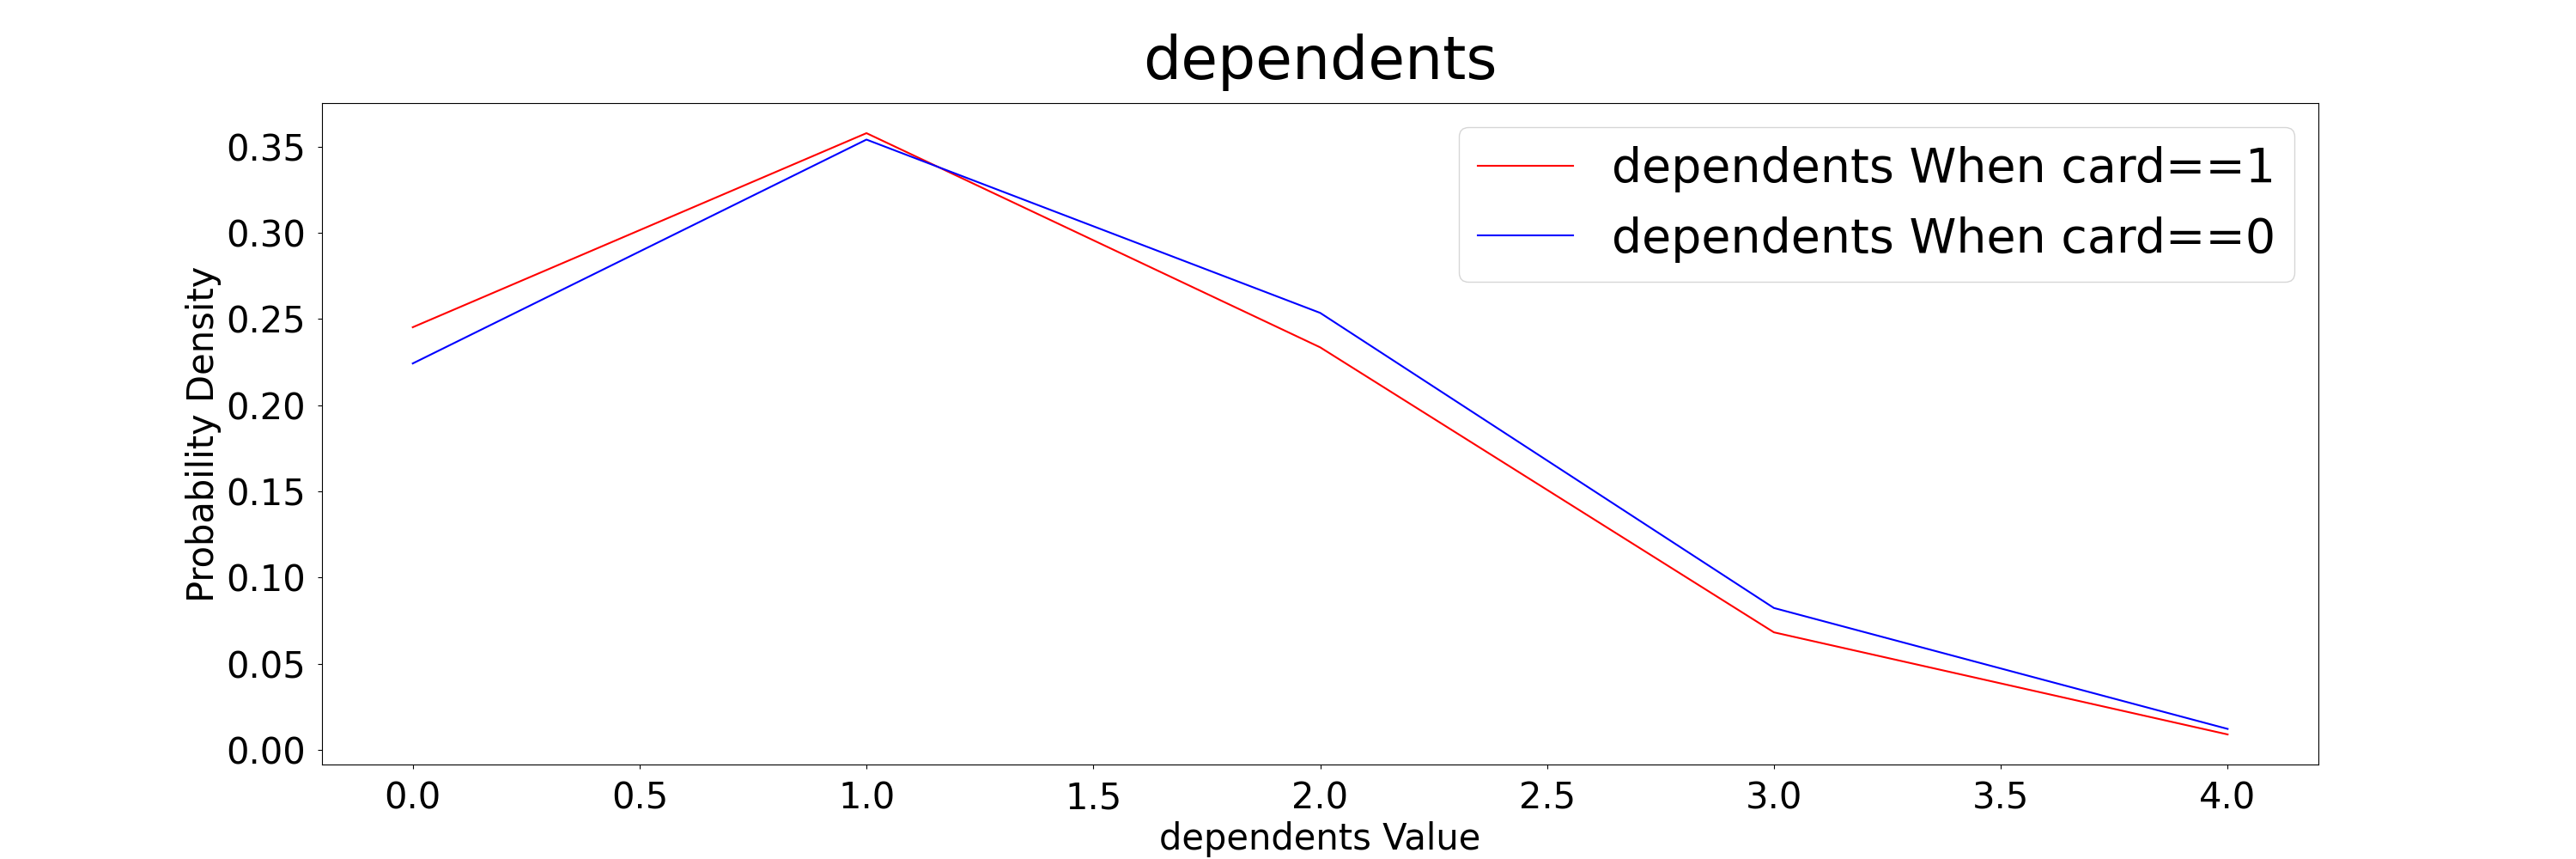 dependents
dependents When card==1
dependents When card==0
Probability Density
0.35
0.30
0.25
0.20
0.15
0.10
0.05
0.00
0.0 0.5 1.0 1.5 2.0 2.5 3.0 3.5 4.0
dependents Value